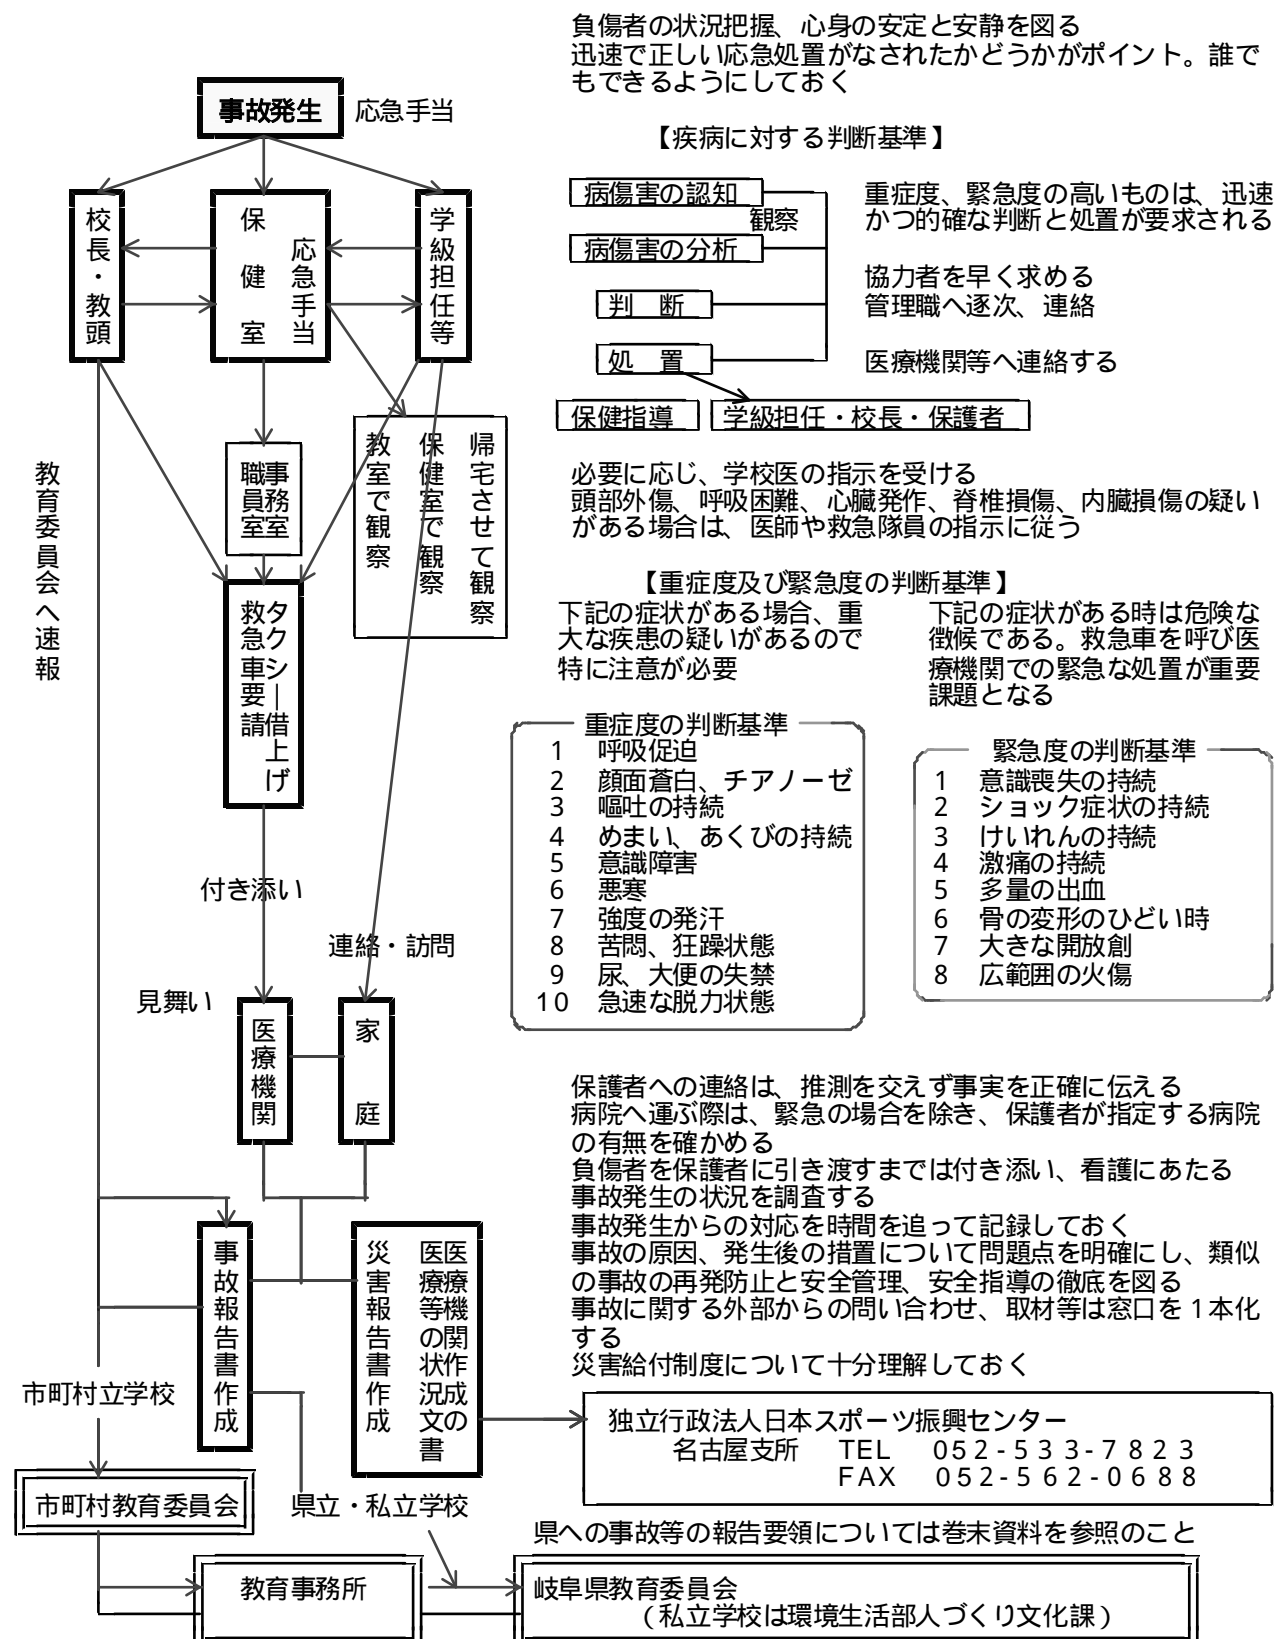 負傷者の状況把握、心身の安定と安静を図る
迅速で正しい応急処置がなされたかどうかがポイント。誰で
もできるようにしておく
事故発生
応急手当
【疾病に対する判断基準】
校長・教頭
保健室
応急手当
学級担任等
病傷害の認知
観察
病傷害の分析
判 断
処 置
保健指導
学級担任・校長・保護者
重症度、緊急度の高いものは、迅速
かつ的確な判断と処置が要求される
協力者を早く求める
管理職へ逐次、連絡
医療機関等へ連絡する
教育委員会へ速報
事務室
職員室
帰宅させて観察
保健室で観察
教室で観察
必要に応じ、学校医の指示を受ける
頭部外傷、呼吸困難、心臓発作、脊椎損傷、内臓損傷の疑い
がある場合は、医師や救急隊員の指示に従う
タクシー借上げ
救急車要請
【重症度及び緊急度の判断基準】
下記の症状がある場合、重
大な疾患の疑いがあるので
特に注意が必要
下記の症状がある時は危険な
徴候である。救急車を呼び医
療機関での緊急な処置が重要
課題となる
重症度の判断基準
1 呼吸促迫
2 顔面蒼白、チアノーゼ
3 嘔吐の持続
4 めまい、あくびの持続
5 意識障害
6 悪寒
7 強度の発汗
8 苦悶、狂躁状態
9 尿、大便の失禁
10 急速な脱力状態
緊急度の判断基準
1 意識喪失の持続
2 ショック症状の持続
3 けいれんの持続
4 激痛の持続
5 多量の出血
6 骨の変形のひどい時
7 大きな開放創
8 広範囲の火傷
付き添い
連絡・訪問
見舞い
医療機関
家庭
保護者への連絡は、推測を交えず事実を正確に伝える
病院へ運ぶ際は、緊急の場合を除き、保護者が指定する病院
の有無を確かめる
負傷者を保護者に引き渡すまでは付き添い、看護にあたる
事故発生の状況を調査する
事故発生からの対応を時間を追って記録しておく
事故の原因、発生後の措置について問題点を明確にし、類似
の事故の再発防止と安全管理、安全指導の徹底を図る
事故に関する外部からの問い合わせ、取材等は窓口を1本化
する
災害給付制度について十分理解しておく
事故報告書作成
災害報告書作成
医療機関作成の
医療等の状況文書
市町村立学校
独立行政法人日本スポーツ振興センター
名古屋支所 TEL 052-533-7823
FAX 052-562-0688
市町村教育委員会
県立・私立学校
県への事故等の報告要領については巻末資料を参照のこと
教育事務所
岐阜県教育委員会
(私立学校は環境生活部人づくり文化課)